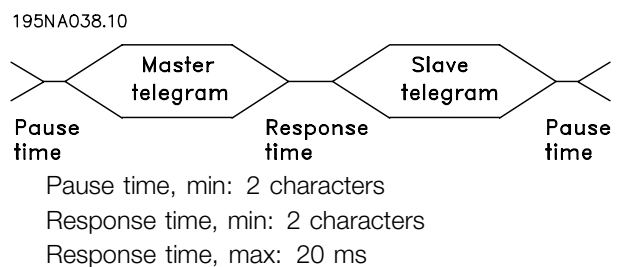 195NA038.10
Master telegram
Slave telegram
Pause time
Response time
Pause time
Pause time, min: 2 characters
Response time, min: 2 characters
Response time, max: 20 ms